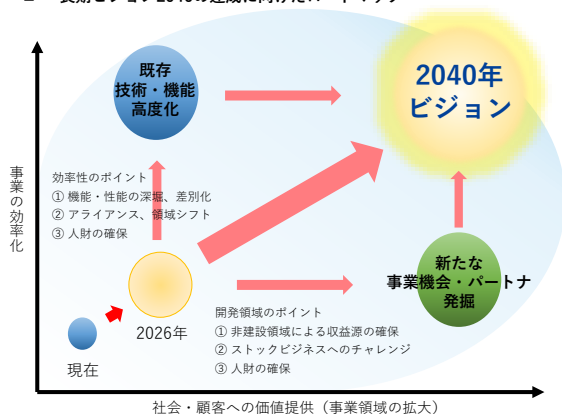 既存
技術・機能
高度化
2040年
ビジョン
事業の効率化
効率性のポイント
① 機能・性能の深堀、差別化
② アライアンス、領域シフト
③ 人財の確保
新たな
事業機会・パートナ
発掘
2026年
現在
開発領域のポイント
① 非建設領域による収益源の確保
② ストックビジネスへのチャレンジ
③ 人財の確保
社会・顧客への価値提供（事業領域の拡大）